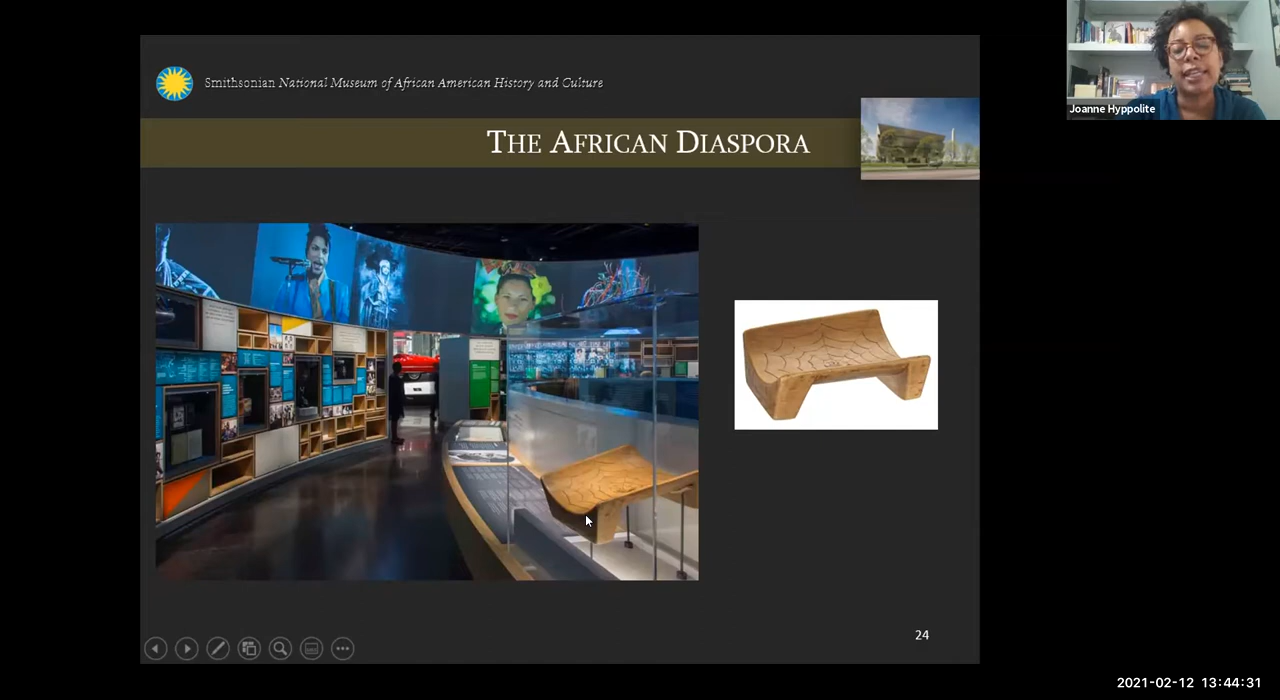 Smithsonian National Museum of African American History and Culture
THE AFRICAN DIASPORA
Joanne Hyppolite
24
2021-02-12 13:44:31